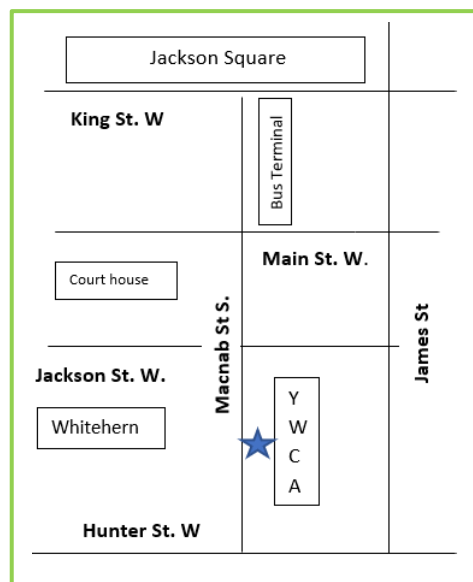 Jackson Square
King St. W
Bus Terminal
Main St. W.
Court house
Macnab St S.
James St
Jackson St. W.
Y
W
C
A
Whitehern
Hunter St. W